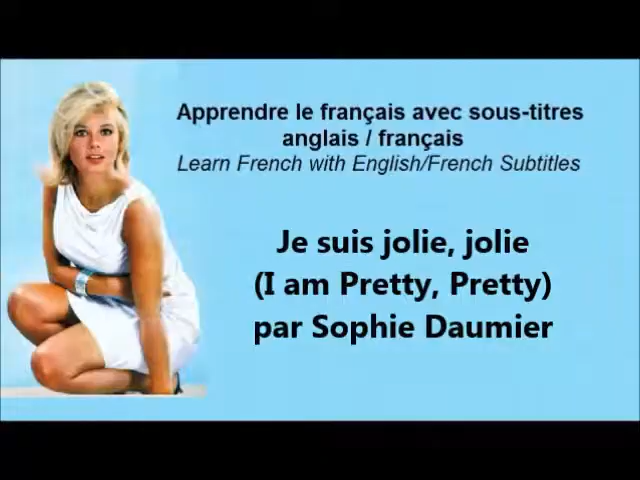 Apprendre le français avec sous-titres
anglais / français
Learn French with English/French Subtitles
Je suis jolie, jolie
(I am Pretty, Pretty)
par Sophie Daumier